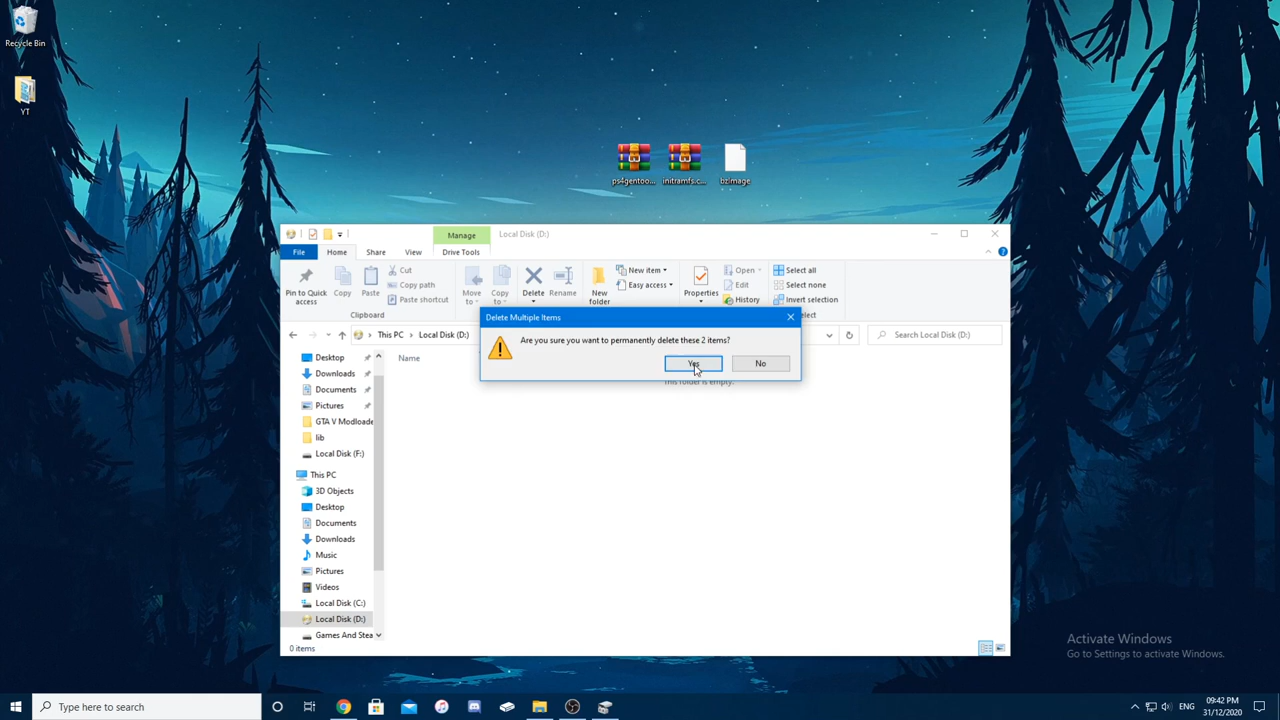 Recycle Bin
YT
ps4gentoo...
initramfs.c...
bzimage
Manage
Local Disk (D:)
File
Home
Share
View
Drive Tools
Pin to Quick access
Copy
Paste
Cut
Copy path
Paste shortcut
Clipboard
Move to
Copy to
Delete
Rename
New folder
New item
Easy access
Properties
Open
Edit
History
Select all
Select none
Invert selection
This PC
Local Disk (D:)
Search Local Disk (D:)
Delete Multiple Items
Are you sure you want to permanently delete these 2 items?
Yes
No
Name
This folder is empty.
Desktop
Downloads
Documents
Pictures
GTA V Modloade
lib
Local Disk (F:)
This PC
3D Objects
Desktop
Documents
Downloads
Music
Pictures
Videos
Local Disk (C:)
Local Disk (D:)
Games And Stea
0 items
Activate Windows
Go to Settings to activate Windows.
Type here to search
ENG
09:42
31/12/2020